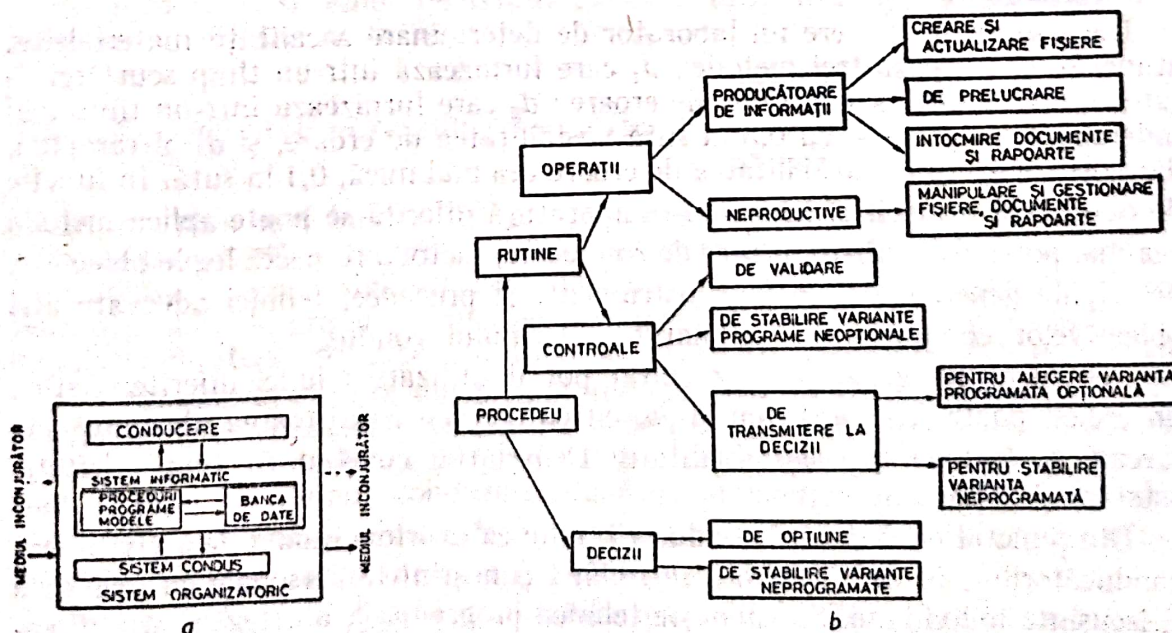 CREARE ȘI
ACTUALIZARE FIȘIERE
PRODUCĂTOARE
DE INFORMAȚII
DE PRELUCRARE
INTOCMIRE DOCUMENTE
ȘI RAPOARTE
OPERAȚII
NEPRODUCTIVE
MANIPULARE ȘI GESTIONARE
FIȘIERE, DOCUMENTE
ȘI RAPOARTE
RUTINE
DE VALIDARE
DE STABILIRE VARIANTE
PROGRAME NEOPȚIONALE
CONTROALE
PENTRU ALEGERE VARIANTA
PROGRAMATA OPȚIONALĂ
PROCEDEU
DE
TRANSMITERE LA
DECIZII
PENTRU STABILIRE
VARIANTA
NEPROGRAMATĂ
DECIZII
DE OPȚIUNE
DE STABILIRE VARIANTE
NEPROGRAMATE
b
MEDIUL INCONJURĂTOR
CONDUCERE
SISTEM INFORMATIC
PROCEDURI
PROGRAME
MODELE
BANCA
DE DATE
SISTEM CONDUS
SISTEM ORGANIZATORIC
MEDIUL INCONJURĂTOR
a